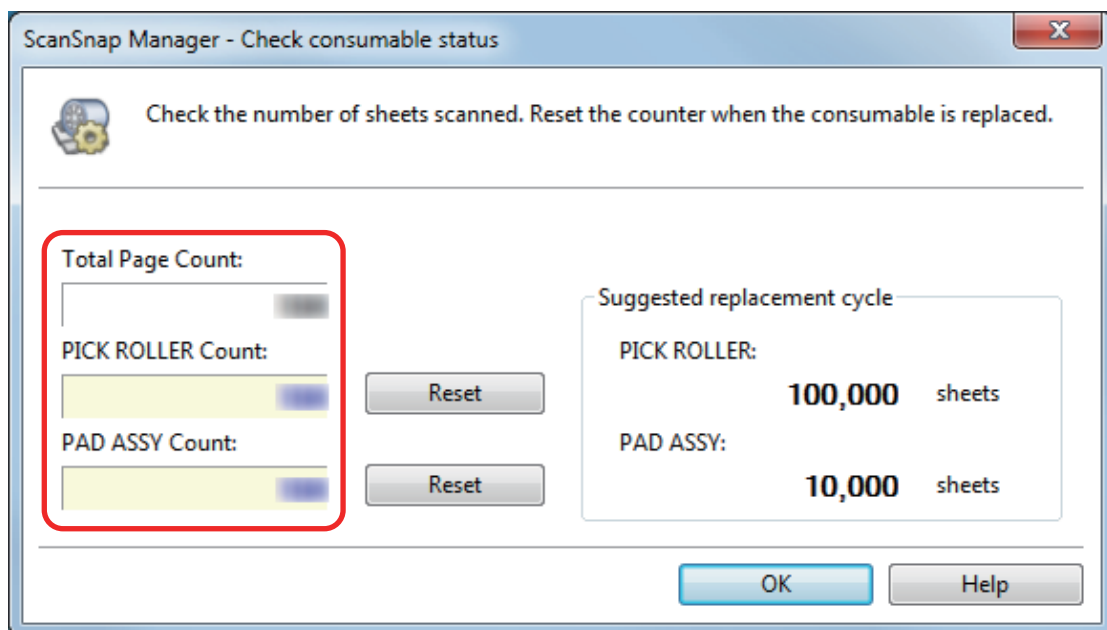 ScanSnap Manager - Check consumable status
Check the number of sheets scanned. Reset the counter when the consumable is replaced.
Total Page Count:
PICK ROLLER Count:
Reset
PAD ASSY Count:
Reset
Suggested replacement cycle
PICK ROLLER:
100,000 sheets
PAD ASSY:
10,000 sheets
OK
Help